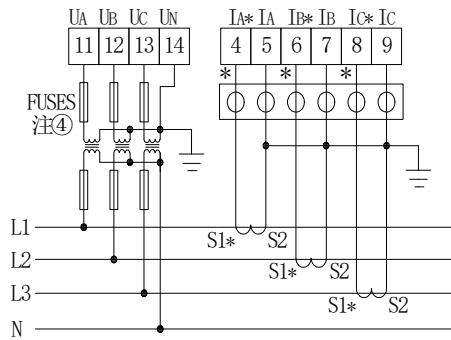 UA UB UC UN IA* IA IB* IB IC* IC
11 12 13 14 4 5 6 7 8 9
* * *
FUSES
注④
L1
S1* S2
L2
S1* S2
L3
S1* S2
N